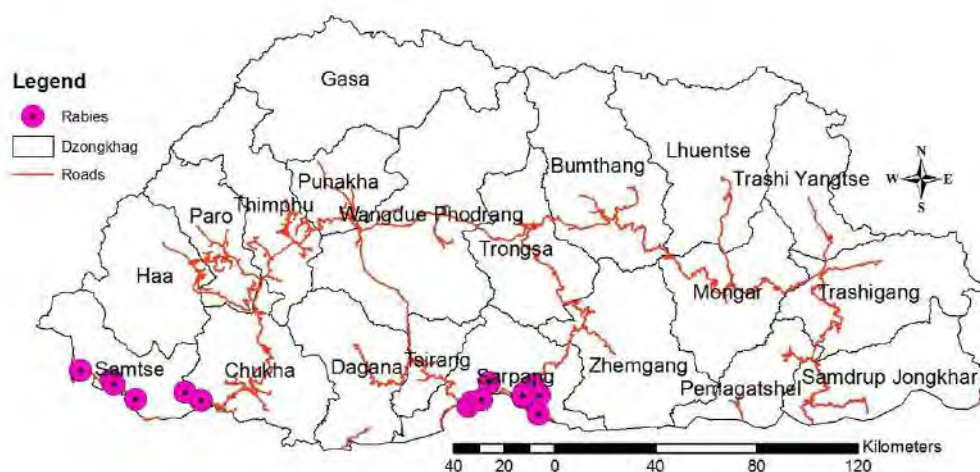 Legend
Rabies
Dzongkhag
Roads
Gasa
Punakha
Thimphu
Paro
Haa
Wangdue Phodrang
Bumthang
Lhuentse
Trashi Yangtse
Trongsa
Mongar
Trashigang
Samtse
Chukha
Dagana
Tsirang
Sarpang
Zhemgang
Pemagatshel
Samdrup Jongkhar
N
W E
S
Kilometers
40 20 0 40 80 120